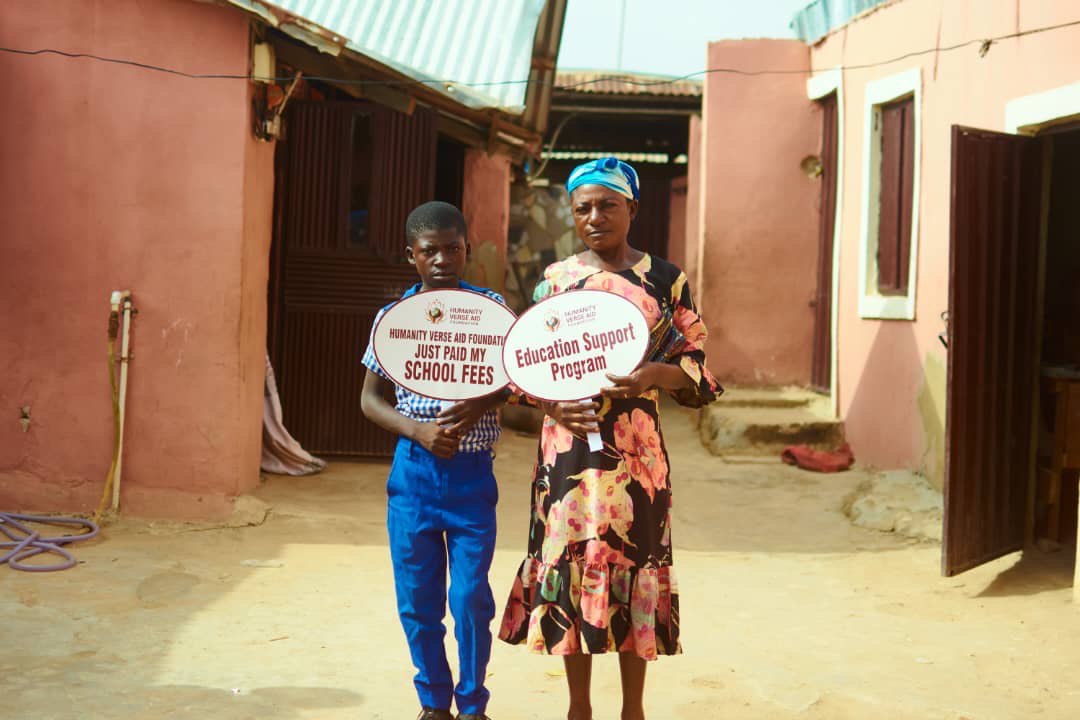 HUMANITY
VERSE AID
FOUNDATION
HUMANITY VERSE AID FOUNDATI
JUST PAID MY
SCHOOL FEES
HUMANITY
VERSE AID
FOUNDATION
Education Support
Program